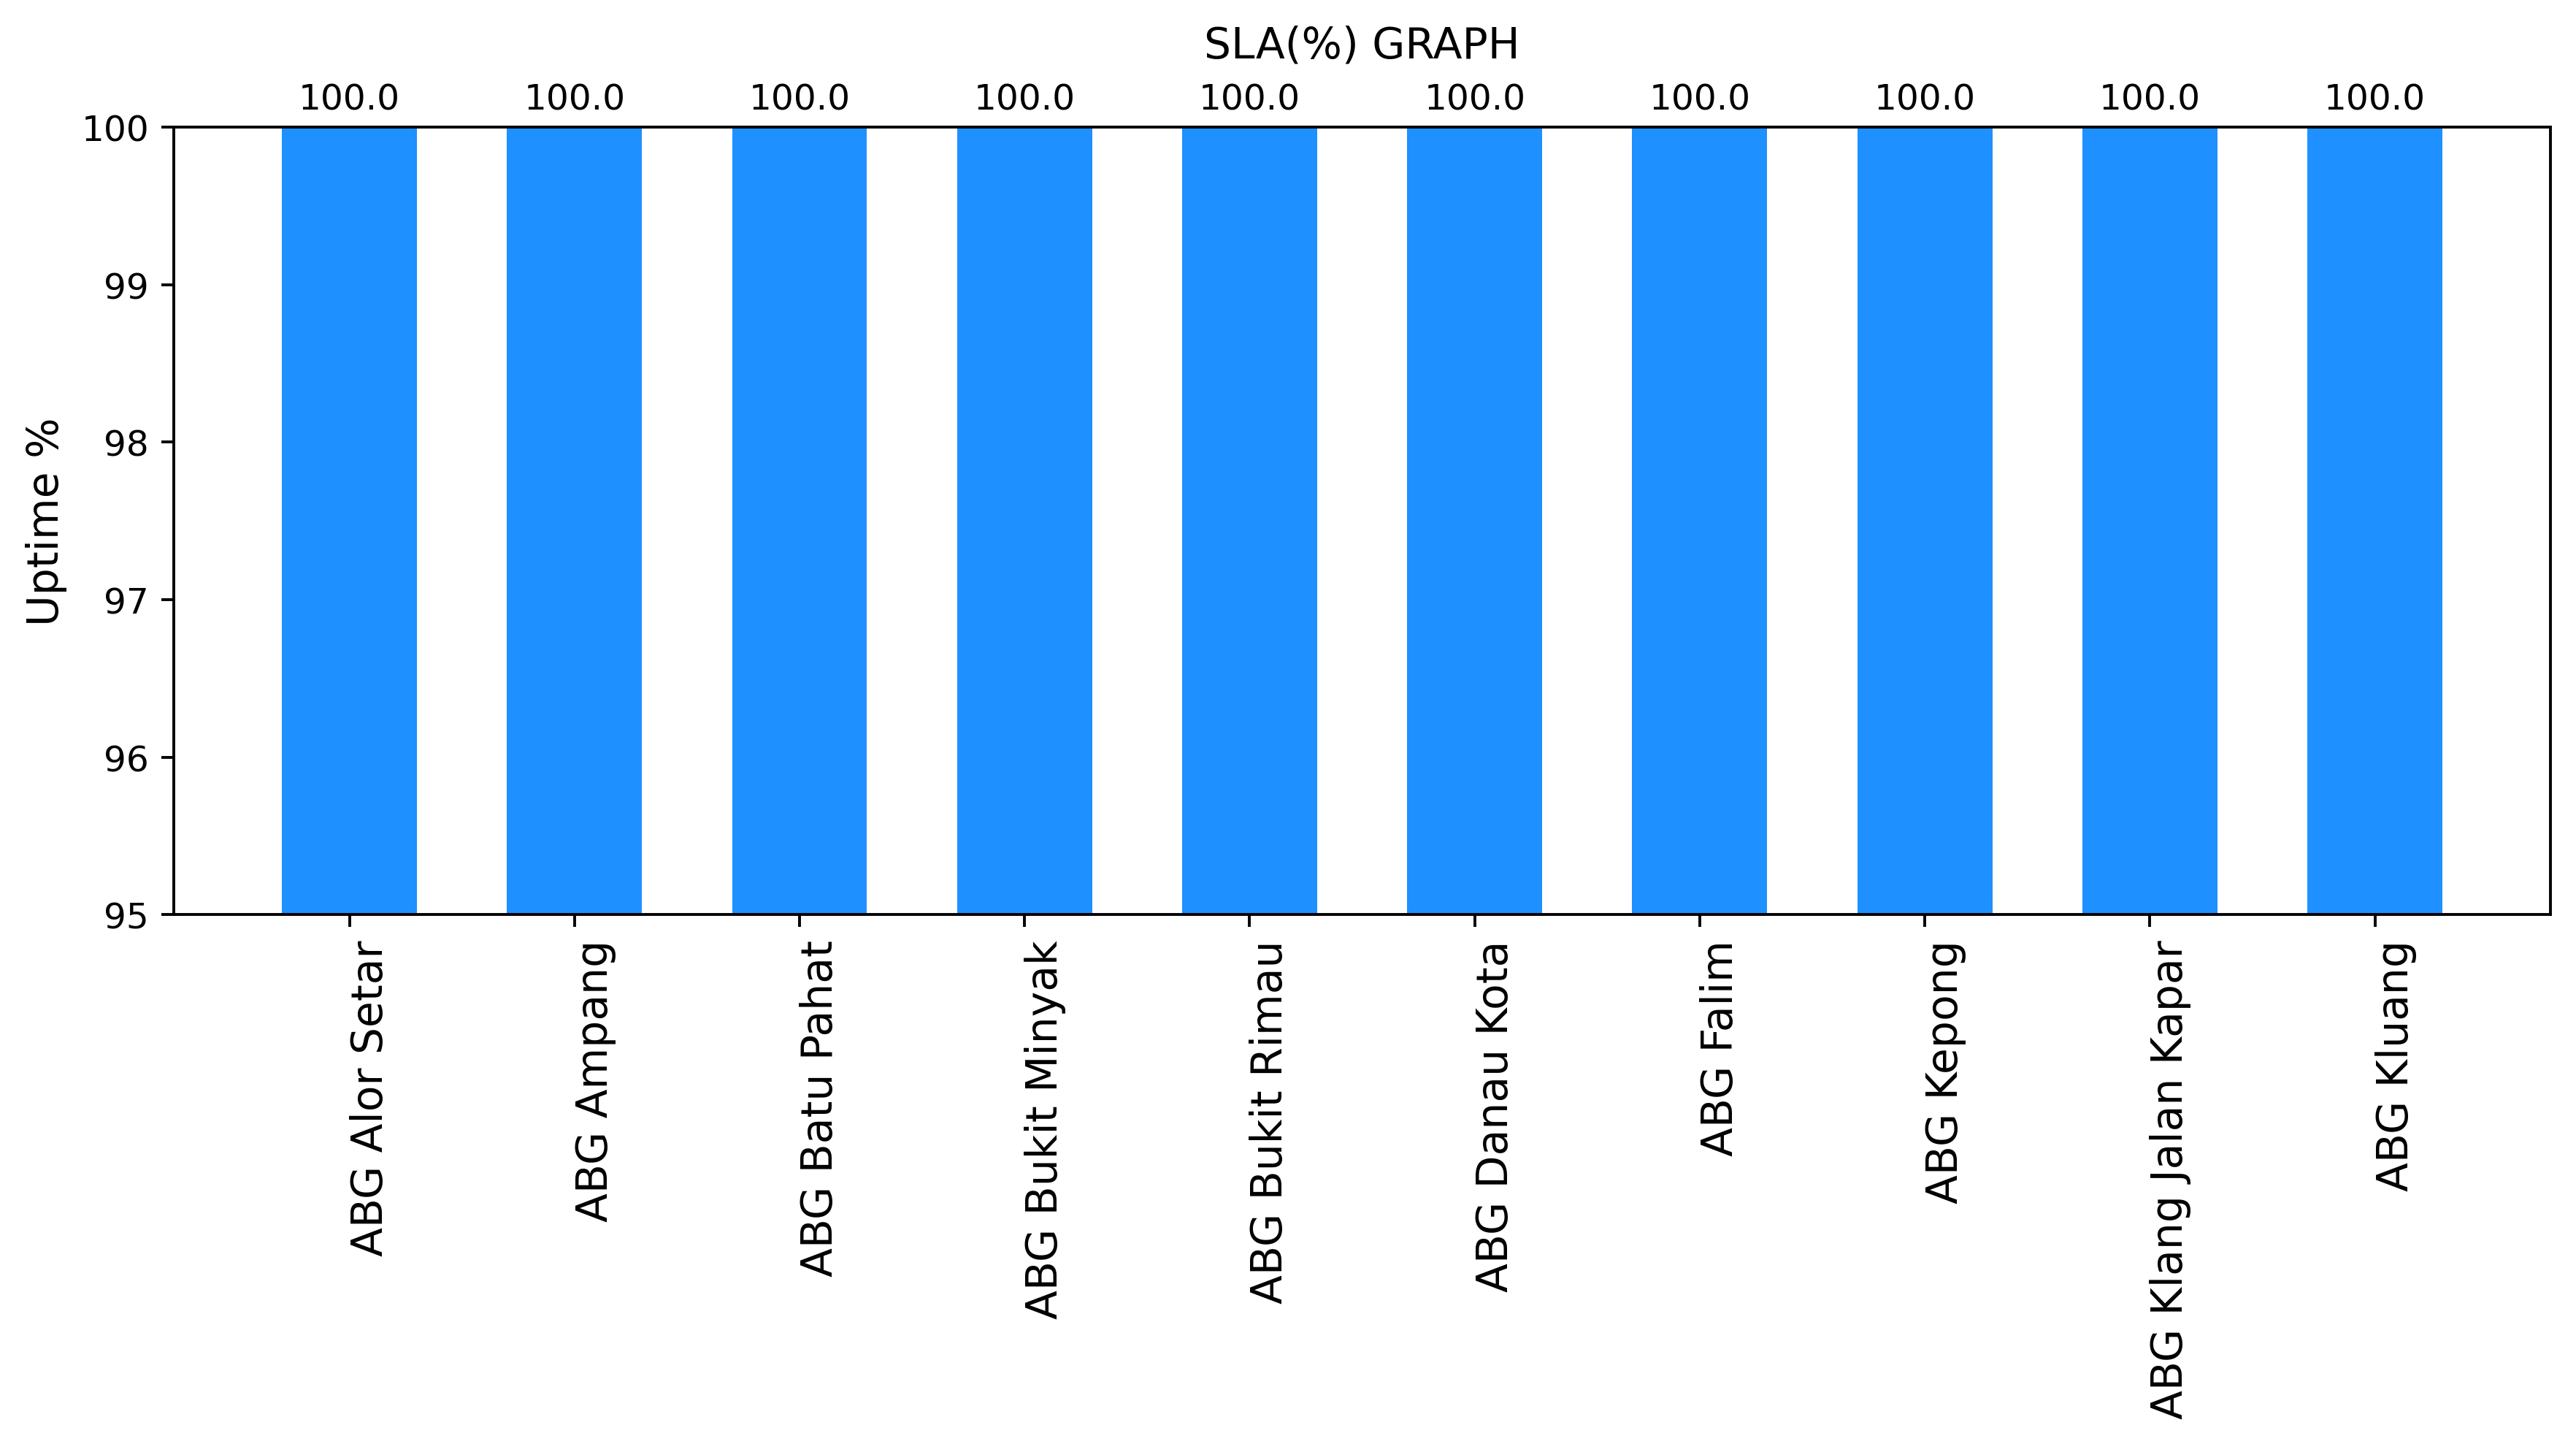 SLA(%) GRAPH
100.0 100.0 100.0 100.0 100.0 100.0 100.0 100.0 100.0 100.0
100
99
98
97
96
95
Uptime %
ABG Alor Setar
ABG Ampang
ABG Batu Pahat
ABG Bukit Minyak
ABG Bukit Rimau
ABG Danau Kota
ABG Falim
ABG Kepong
ABG Klang Jalan Kapar
ABG Kluang